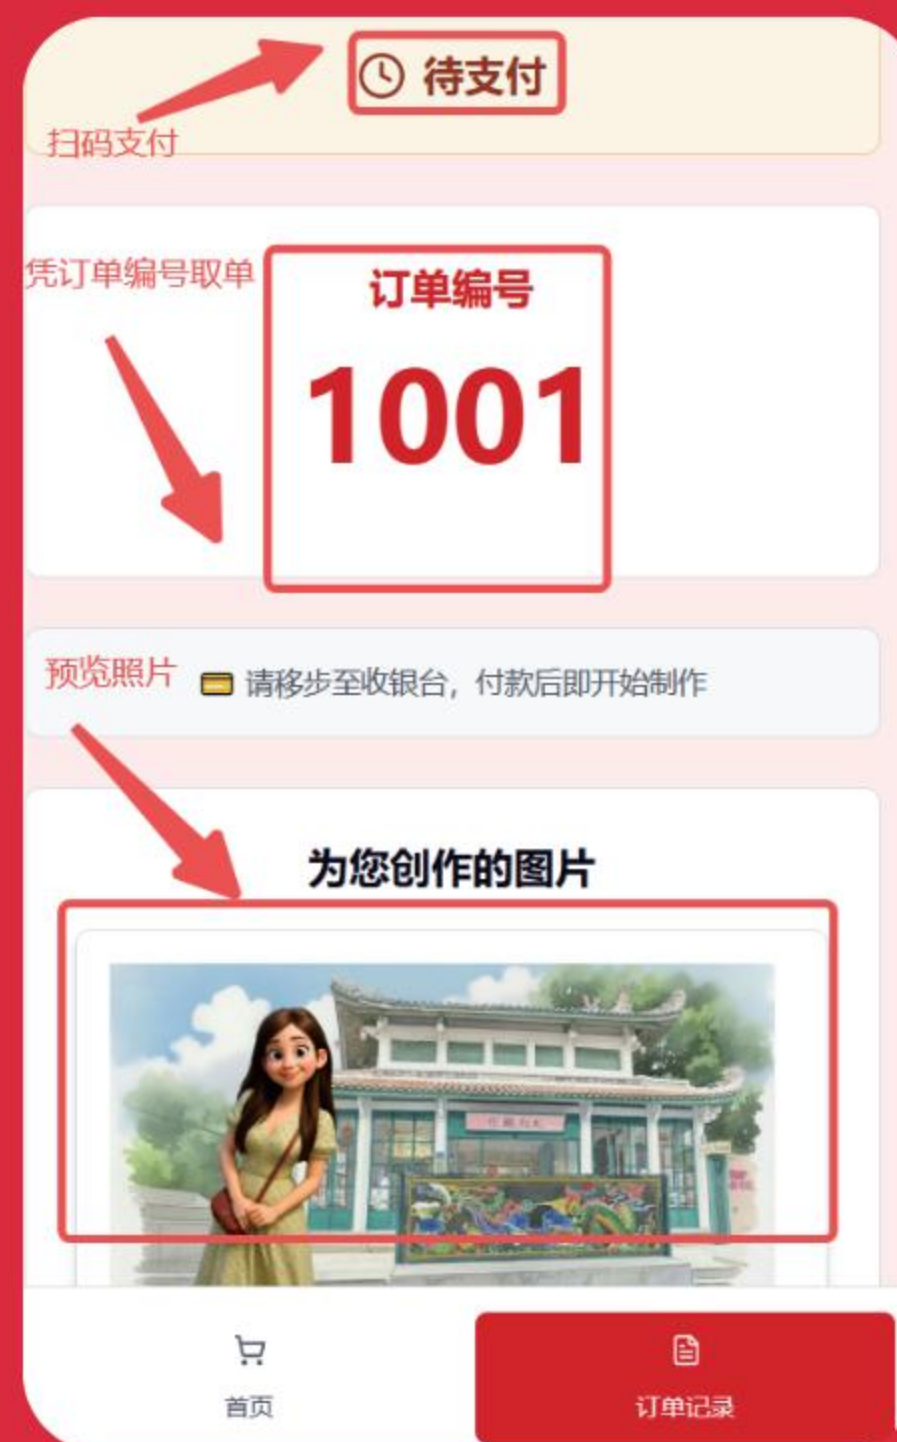 待支付
扫码支付
凭订单编号取单
订单编号
1001
预览照片
请移步至收银台，付款后即开始制作
为您创作的图片
首页
订单记录